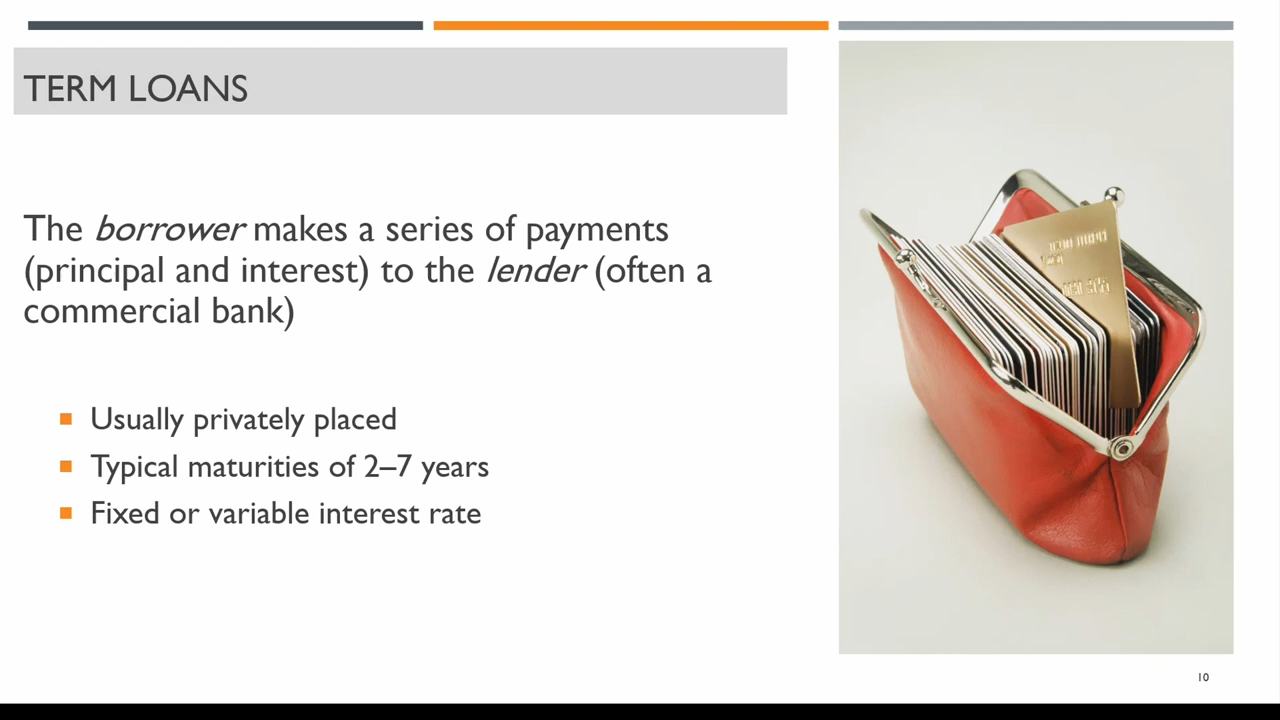 TERM LOANS
The borrower makes a series of payments
(principal and interest) to the lender (often a
commercial bank)
Usually privately placed
Typical maturities of 2–7 years
Fixed or variable interest rate
10